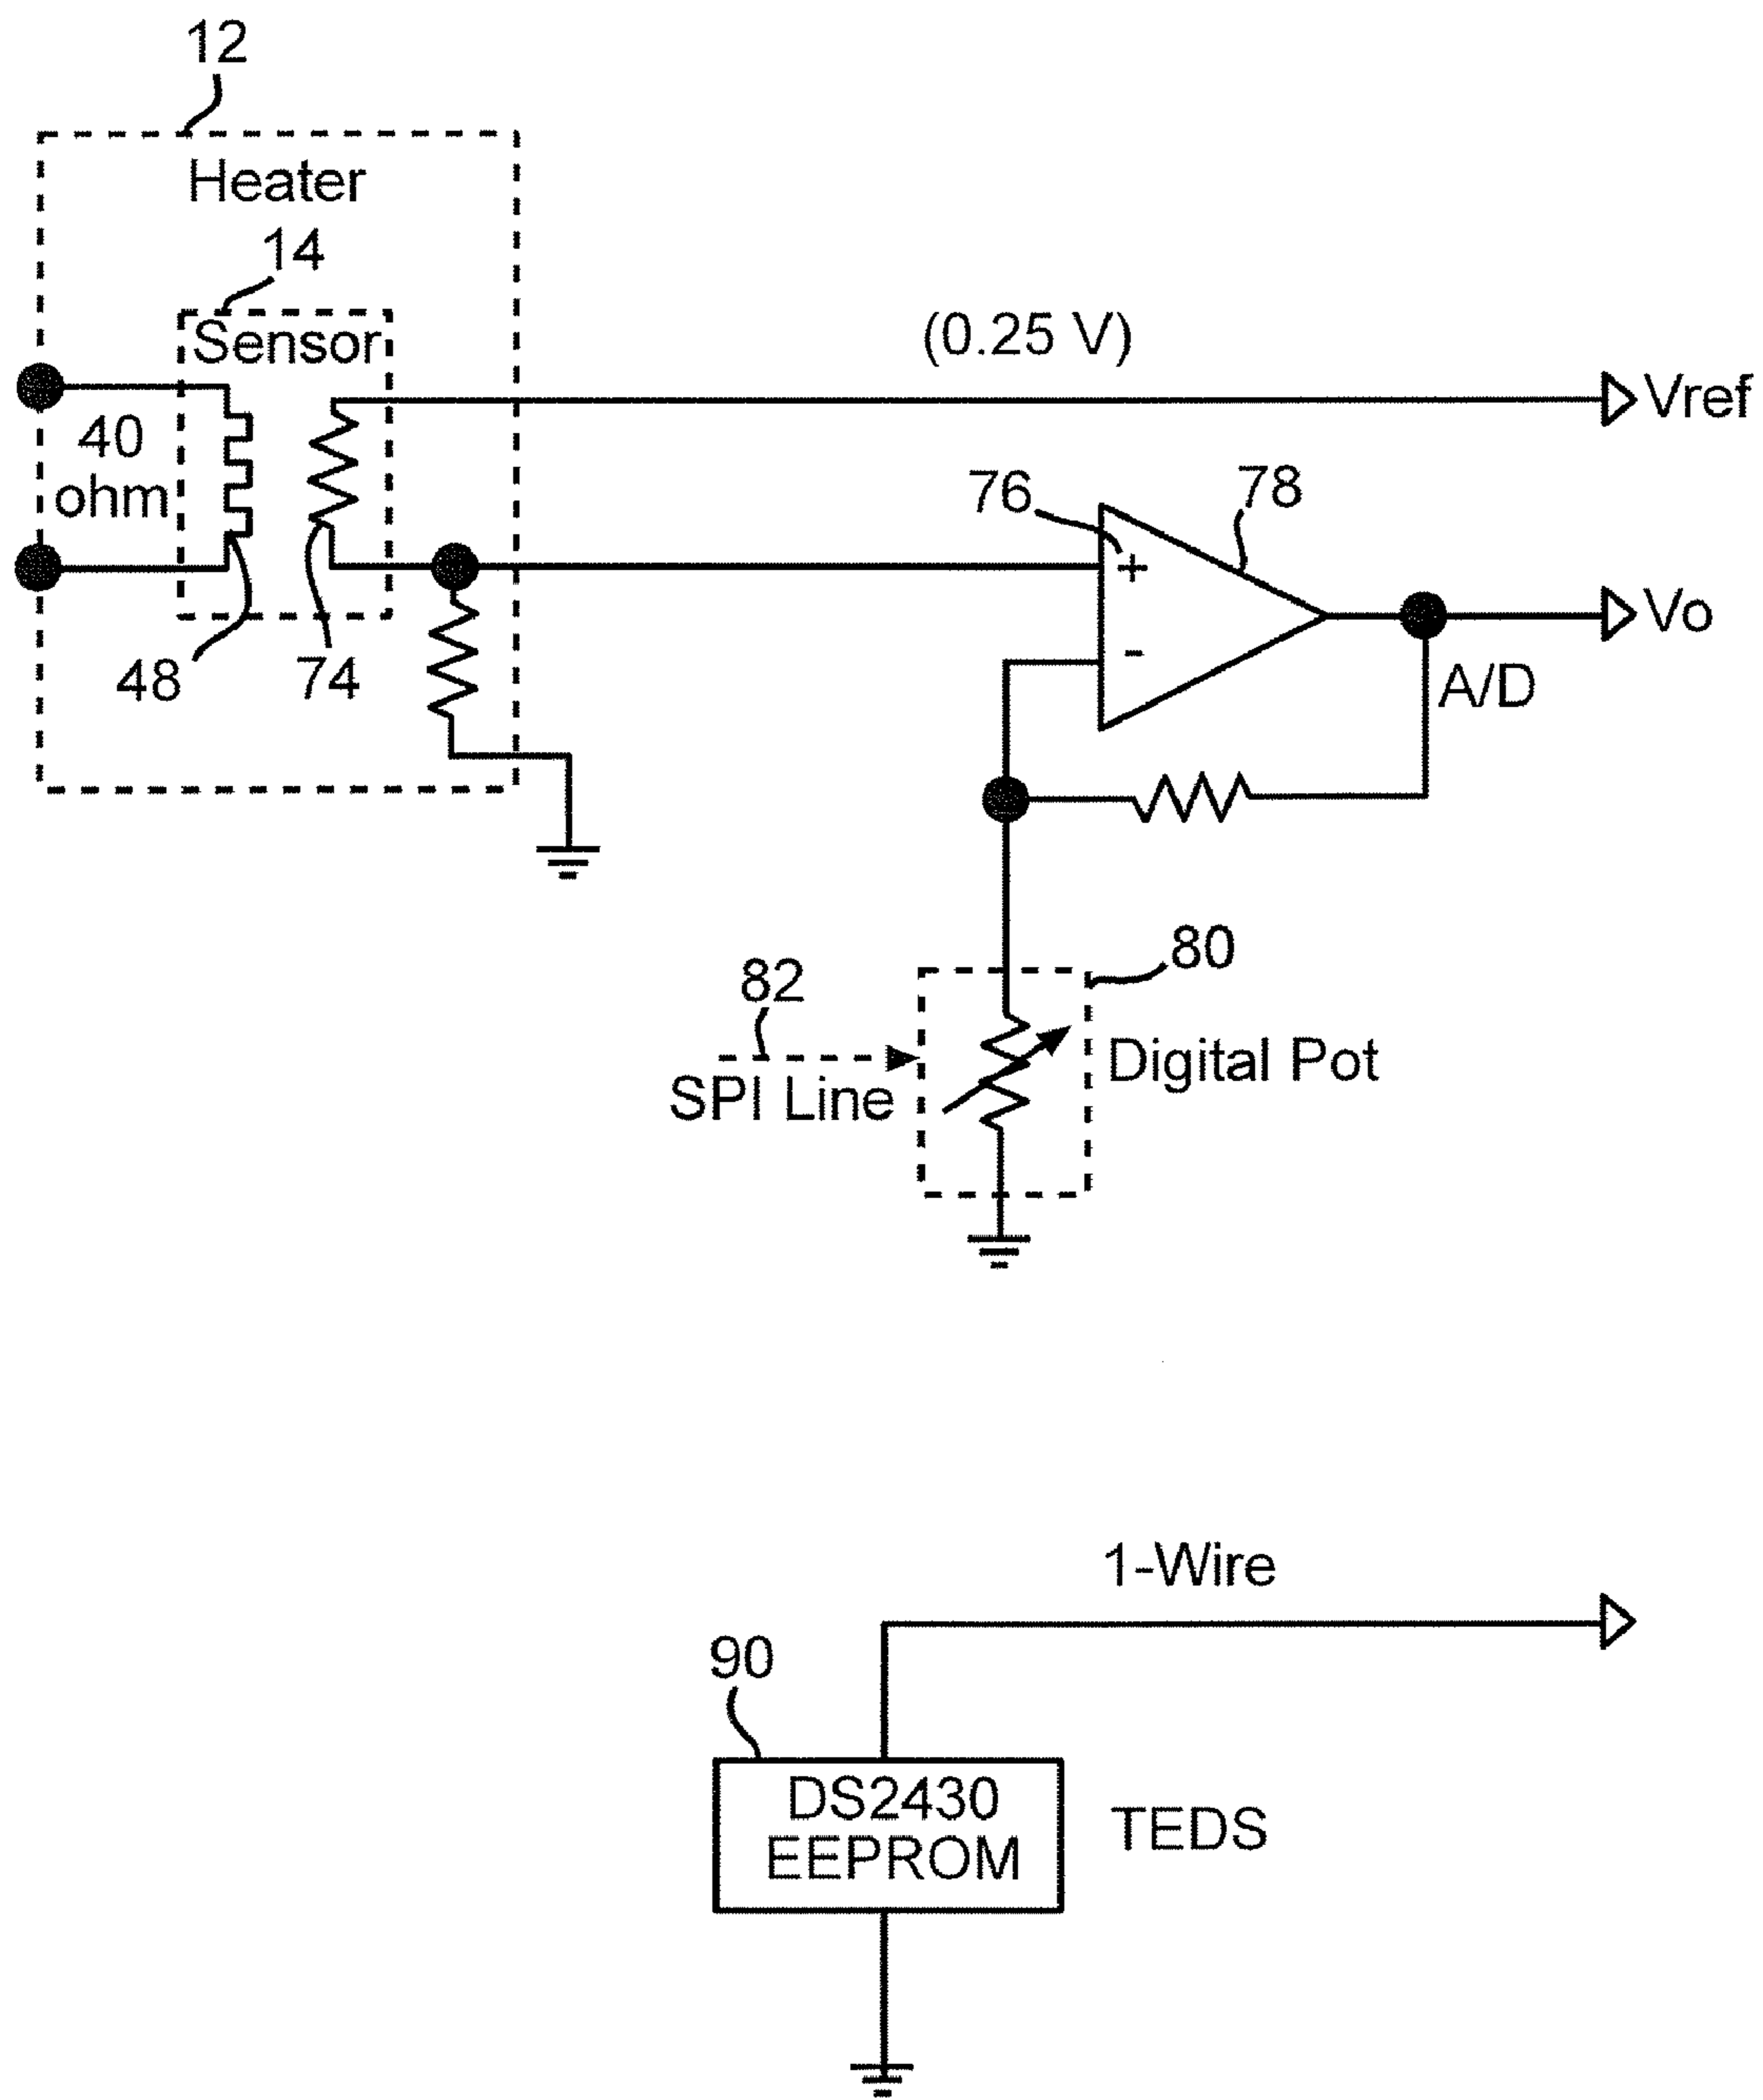 12
Heater
14
Sensor
(0.25 V)
Vref
40
ohm
76
78
+
-
Vo
A/D
48
74
80
82
SPI Line
Digital Pot
1-Wire
90
DS2430
EEPROM
TEDS